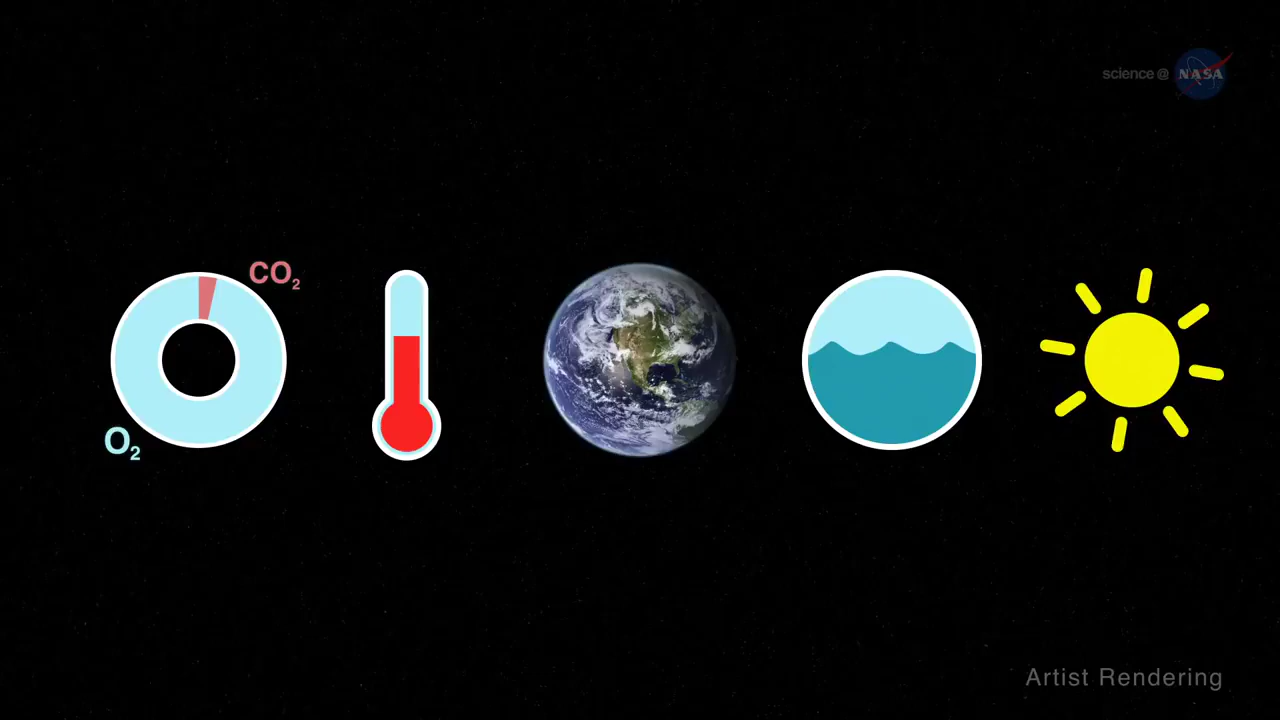 science@ NASA
CO₂
O₂
Artist Rendering